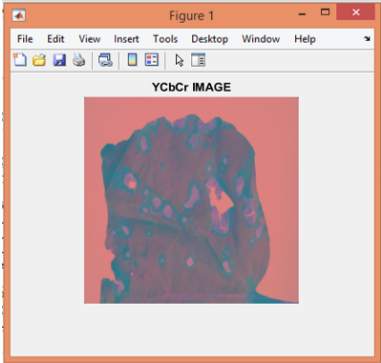 Figure 1
File Edit View Insert Tools Desktop Window Help
YCbCr IMAGE